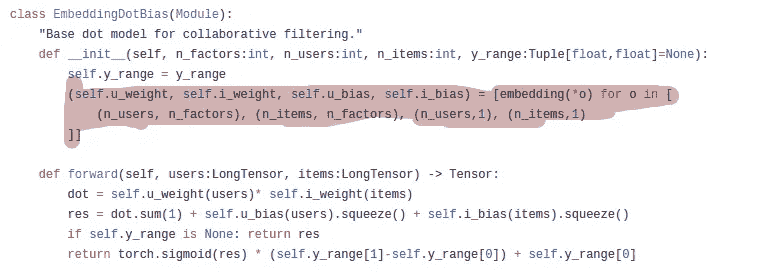 class EmbeddingDotBias(Module):
    "Base dot model for collaborative filtering."
    def __init__(self, n_factors:int, n_users:int, n_items:int, y_range:Tuple[float,float]=None):
        self.y_range = y_range
        (self.u_weight, self.i_weight, self.u_bias, self.i_bias) = [embedding(*o) for o in [
            (n_users, n_factors), (n_items, n_factors), (n_users,1), (n_items,1)
        ]]
    def forward(self, users:LongTensor, items:LongTensor) -> Tensor:
        dot = self.u_weight(users)* self.i_weight(items)
        res = dot.sum(1) + self.u_bias(users).squeeze() + self.i_bias(items).squeeze()
        if self.y_range is None: return res
        return torch.sigmoid(res) * (self.y_range[1]-self.y_range[0]) + self.y_range[0]